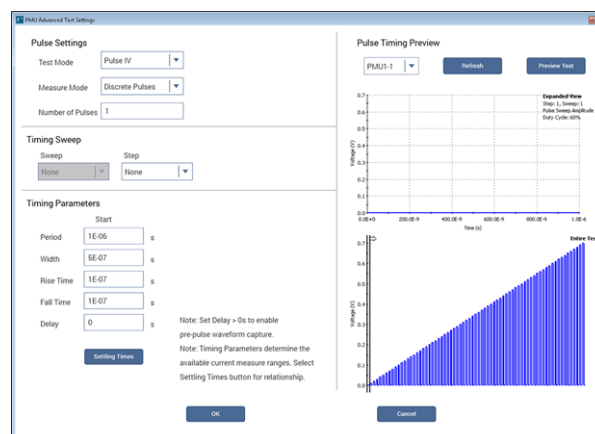 PMU Advanced Test Settings
Pulse Settings
Test Mode Pulse IV
Measure Mode Discrete Pulses
Number of Pulses 1
Timing Sweep
Sweep Step
None None
Timing Parameters
Start
Period 1E-06 s
Width 5E-07 s
Rise Time 1E-07 s
Fall Time 1E-07 s
Delay 0 s
Note: Set Delay > 0s to enable
pre-pulse waveform capture.
Note: Timing Parameters determine the
available current measure ranges. Select
Settling Times button for relationship.
Settling Times
OK
Cancel
Pulse Timing Preview
PMU1-1 Refresh Preview Test
Expanded View
Step: 1, Sweep: 1
Pulse Sweep Amplitude
Duty Cycle: 60%
Voltage (V)
0.7
0.6
0.5
0.4
0.3
0.2
0.1
0.0
0.0E+0 200.0E-9 400.0E-9 600.0E-9 800.0E-9 1.0E-6
Time (s)
Entire Tes
Voltage (V)
0.7
0.6
0.5
0.4
0.3
0.2
0.1
0.0